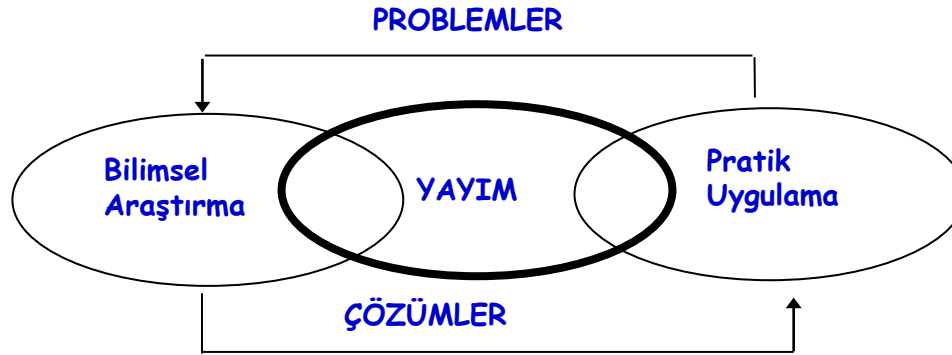 PROBLEMLER
Bilimsel
Araştırma
YAYIM
Pratik
Uygulama
ÇÖZÜMLER